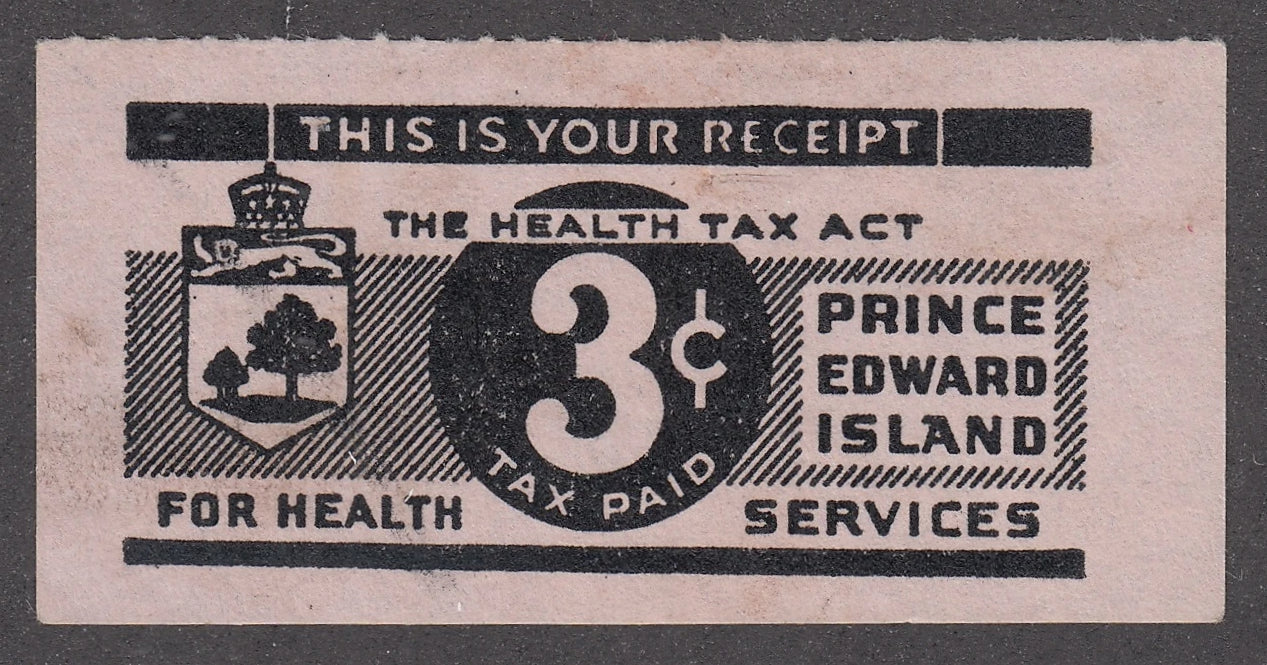 THIS IS YOUR RECEIPT
THE HEALTH TAX ACT
3¢
TAX PAID
PRINCE
EDWARD
ISLAND
FOR HEALTH SERVICES